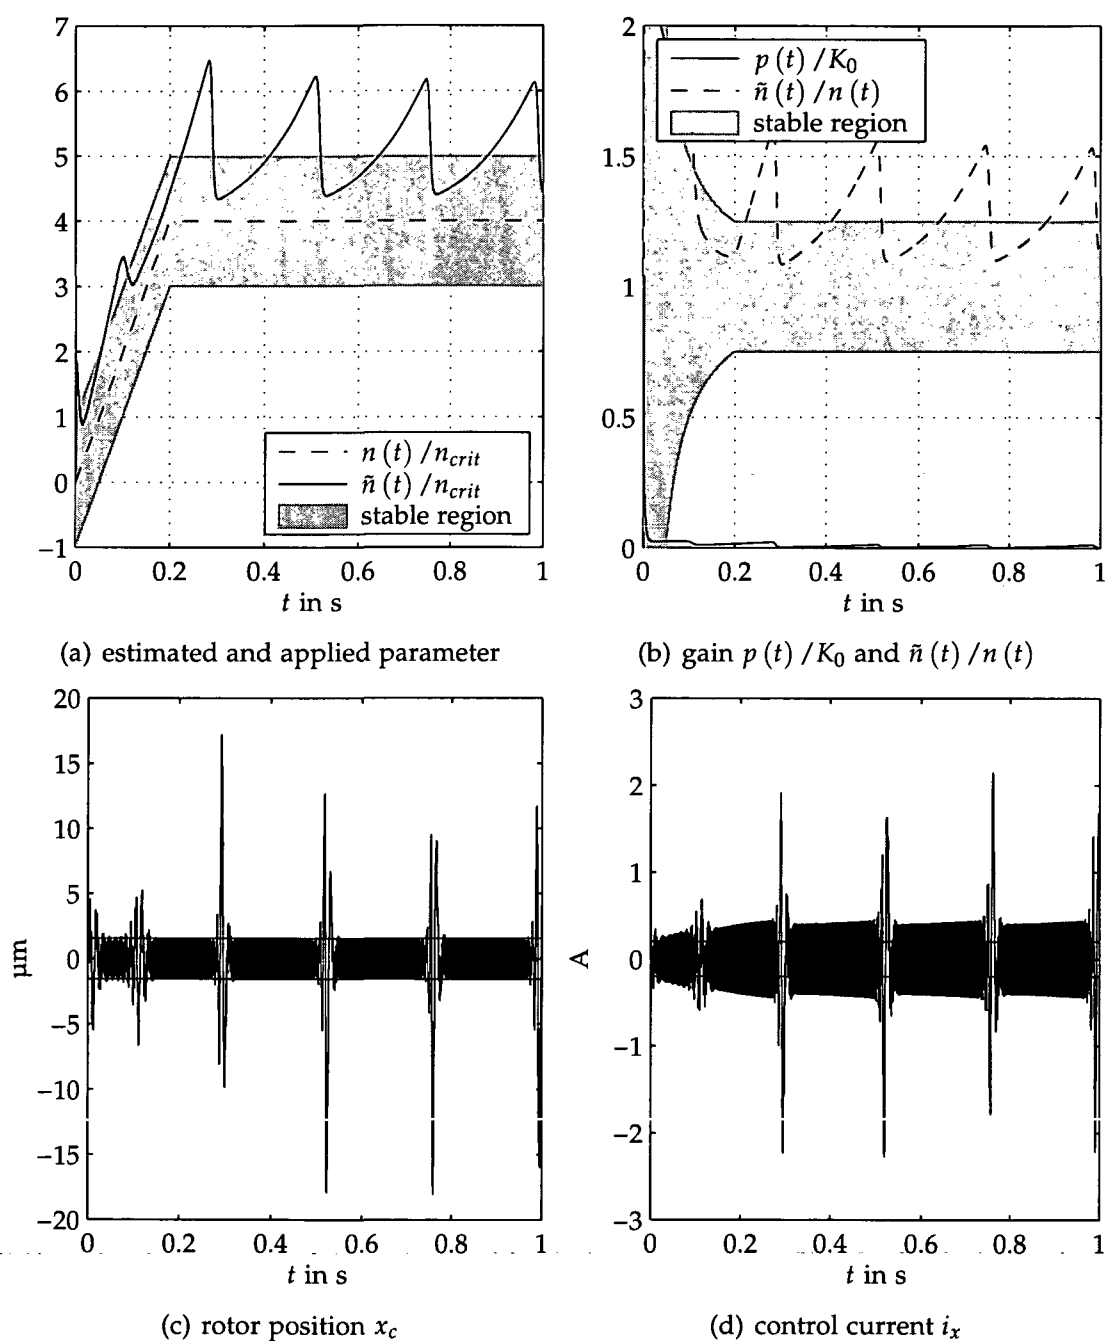 7
6
5
4
3
2
1
0
−1
n (t) / n_crit
ñ (t) / n_crit
stable region
0 0.2 0.4 0.6 0.8 1
t in s
(a) estimated and applied parameter
2
1.5
1
0.5
0
p (t) / K_0
ñ (t) / n (t)
stable region
0 0.2 0.4 0.6 0.8 1
t in s
(b) gain p (t) / K_0 and ñ (t) / n (t)
20
15
10
5
0
−5
−10
−15
−20
µm
0 0.2 0.4 0.6 0.8 1
t in s
(c) rotor position x_c
3
2
1
0
−1
−2
−3
A
0 0.2 0.4 0.6 0.8 1
t in s
(d) control current i_x